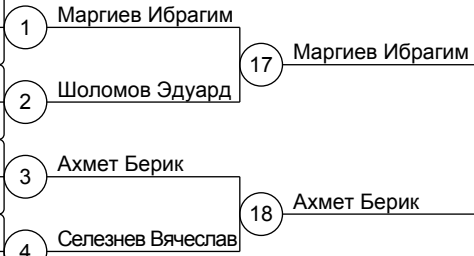 1 Маргиев Ибрагим
17 Маргиев Ибрагим
2 Шоломов Эдуард
3 Ахмет Берик
18 Ахмет Берик
4 Селезнев Вячеслав